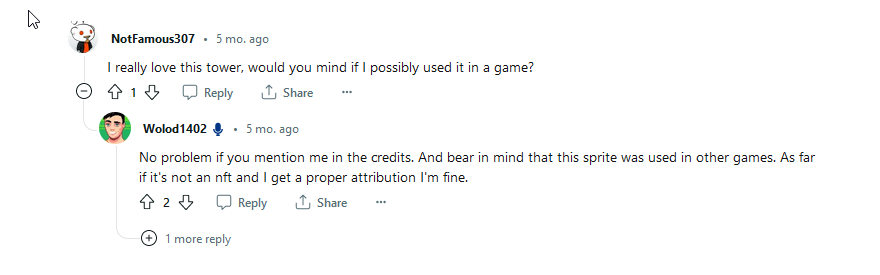 NotFamous307 • 5 mo. ago
I really love this tower, would you mind if I possibly used it in a game?
1 Reply Share ...
Wolod1402 • 5 mo. ago
No problem if you mention me in the credits. And bear in mind that this sprite was used in other games. As far
if it's not an nft and I get a proper attribution I'm fine.
2 Reply Share ...
1 more reply